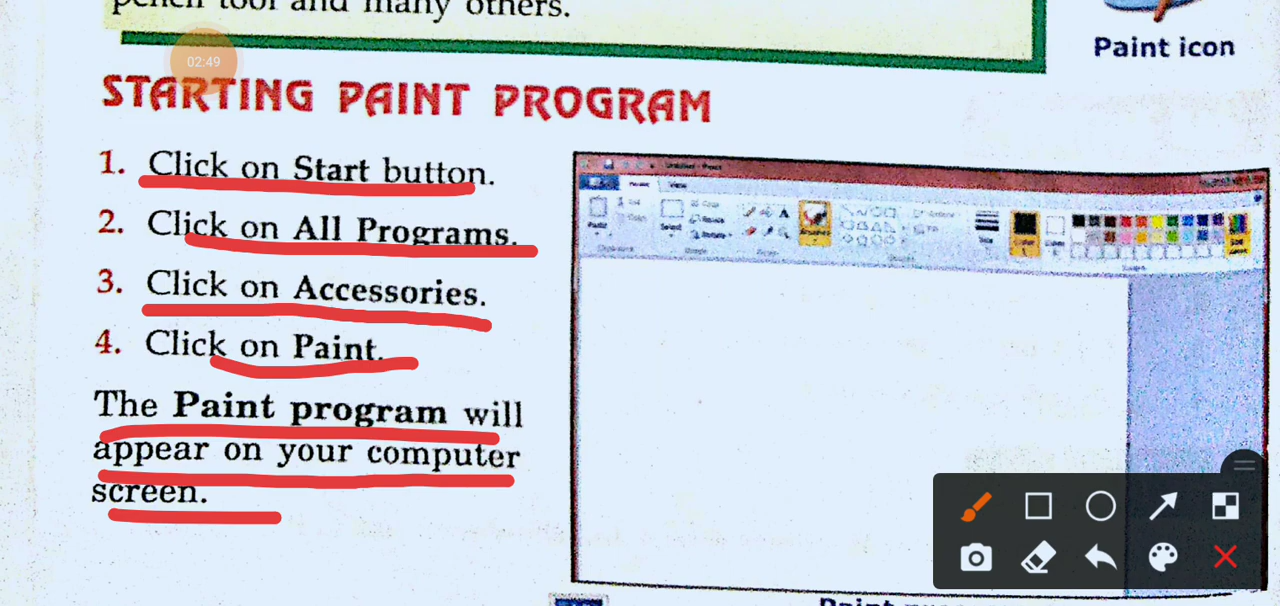 pencil tool and many others.
Paint icon
02:49
STARTING PAINT PROGRAM
1. Click on Start button.
2. Click on All Programs.
3. Click on Accessories.
4. Click on Paint.
The Paint program will
appear on your computer
screen.
View
Select